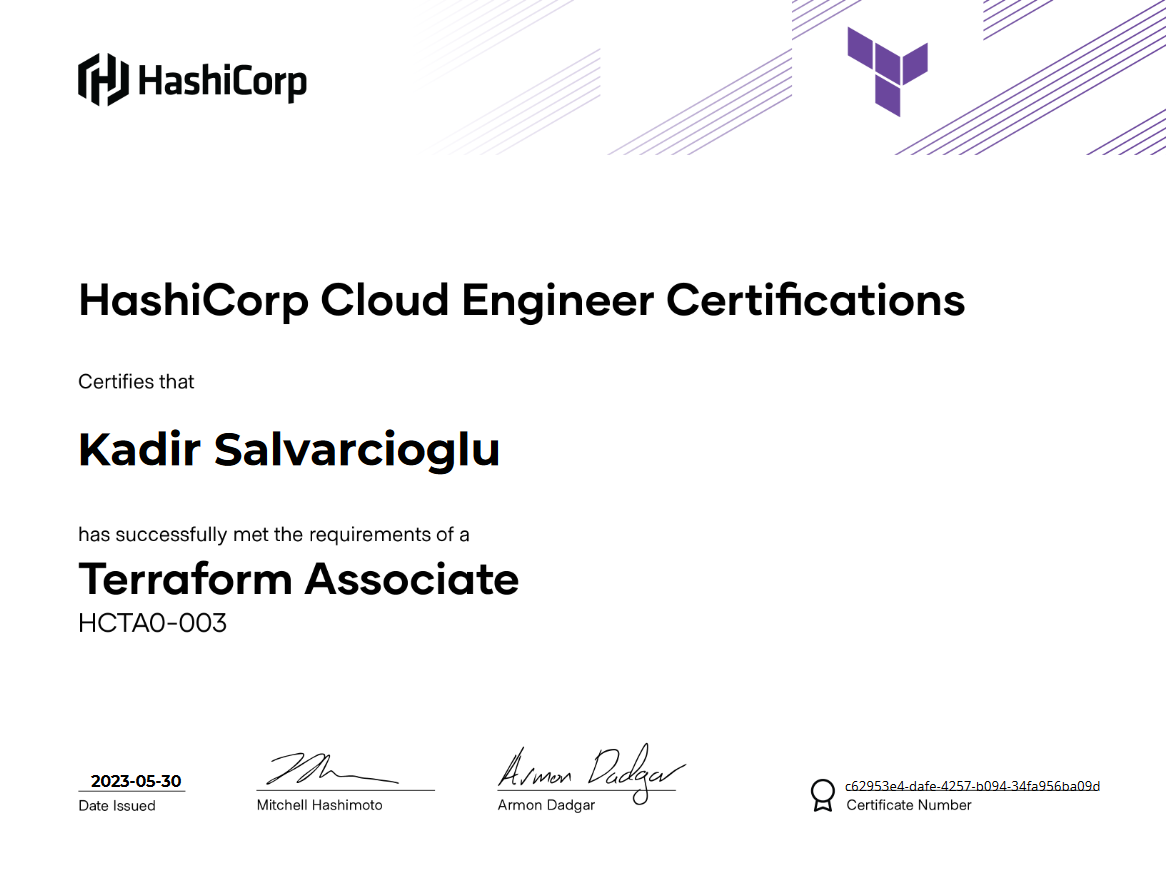 HashiCorp
HashiCorp Cloud Engineer Certifications
Certifies that
Kadir Salvarcioglu
has successfully met the requirements of a
Terraform Associate
HCTA0-003
2023-05-30
Date Issued
Mitchell Hashimoto
Armon Dadgar
Armon Dadgar
c62953e4-dafe-4257-b094-34fa956ba09d
Certificate Number